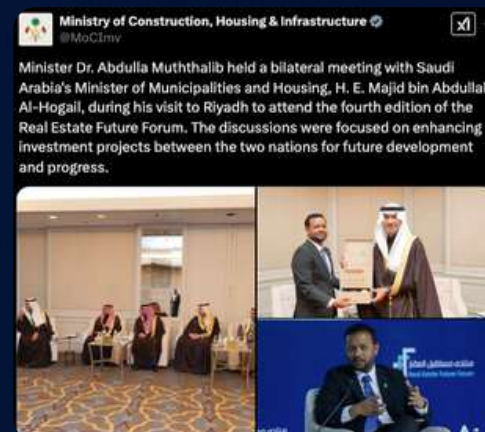 Ministry of Construction, Housing & Infrastructure
@MoCImv
Minister Dr. Abdulla Muththalib held a bilateral meeting with Saudi
Arabia's Minister of Municipalities and Housing, H. E. Majid bin Abdullah
Al-Hogail, during his visit to Riyadh to attend the fourth edition of the
Real Estate Future Forum. The discussions were focused on enhancing
investment projects between the two nations for future development
and progress.
منتدى مستقبل العقار
Real Estate Future Forum